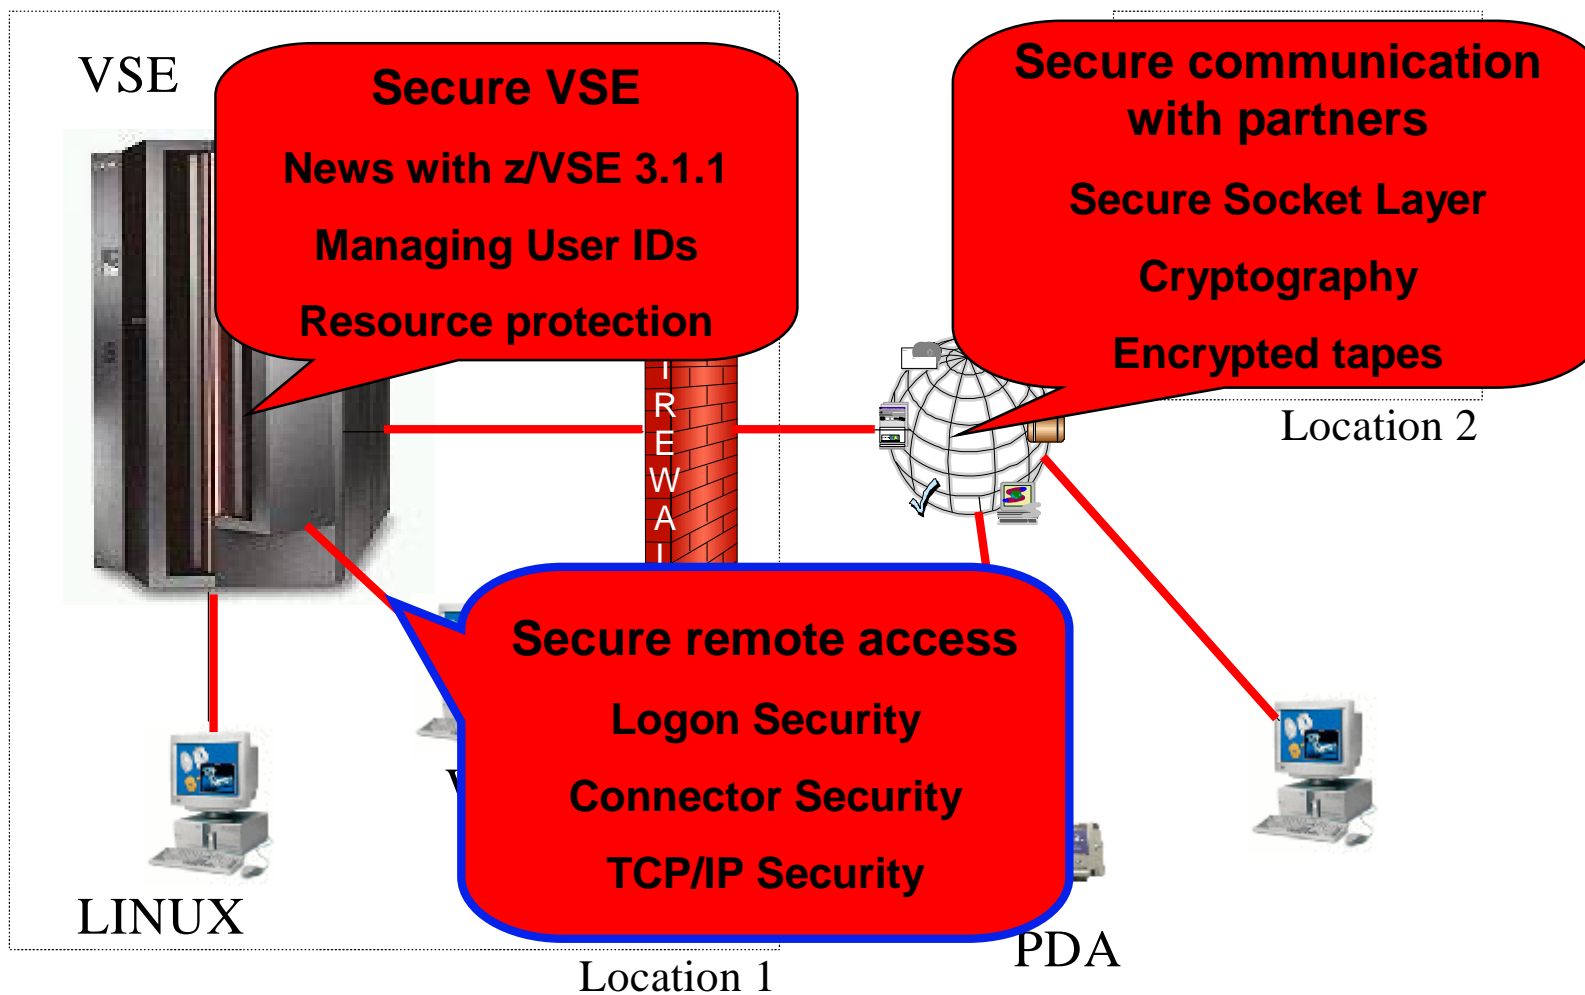 VSE
Secure VSE
News with z/VSE 3.1.1
Managing User IDs
Resource protection
Secure communication
with partners
Secure Socket Layer
Cryptography
Encrypted tapes
Location 2
Secure remote access
Logon Security
Connector Security
TCP/IP Security
LINUX
PDA
Location 1